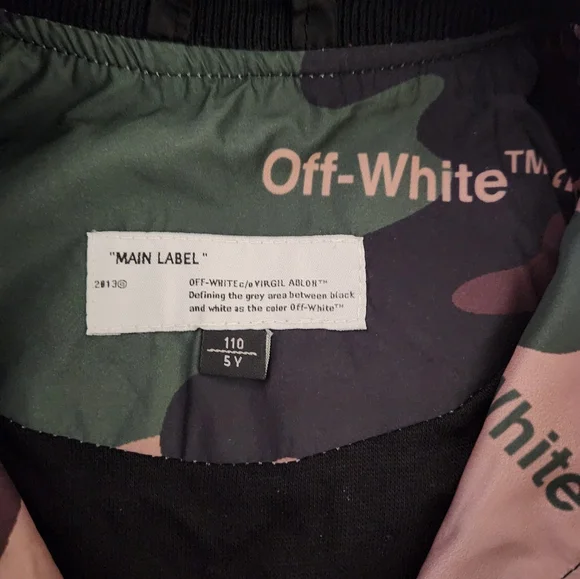 Off-White™
"MAIN LABEL"
2013®
OFF-WHITE c/o VIRGIL ABLOH™
Defining the grey area between black
and white as the color Off-White™
110
5Y
White